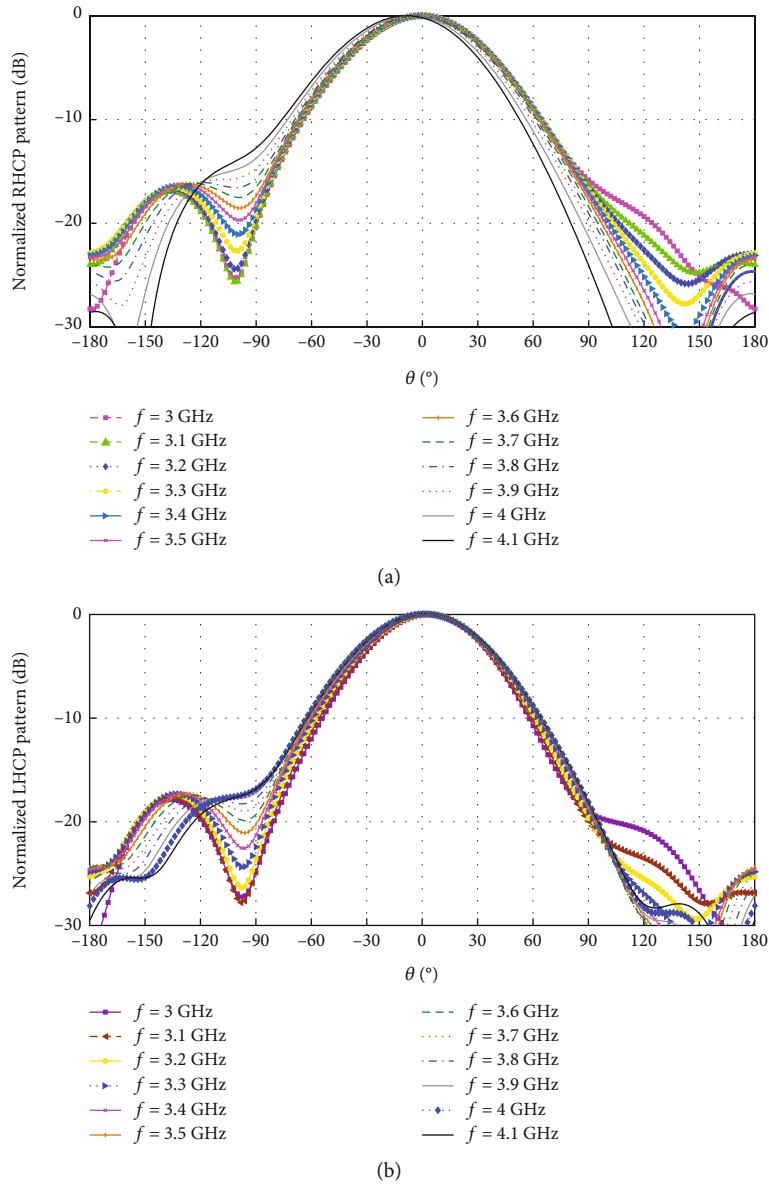 0
−10
−20
−30
Normalized RHCP pattern (dB)
−180 −150 −120 −90 −60 −30 0 30 60 90 120 150 180
θ (°)
f = 3 GHz
f = 3.1 GHz
f = 3.2 GHz
f = 3.3 GHz
f = 3.4 GHz
f = 3.5 GHz
f = 3.6 GHz
f = 3.7 GHz
f = 3.8 GHz
f = 3.9 GHz
f = 4 GHz
f = 4.1 GHz
(a)
0
−10
−20
−30
Normalized LHCP pattern (dB)
−180 −150 −120 −90 −60 −30 0 30 60 90 120 150 180
θ (°)
f = 3 GHz
f = 3.1 GHz
f = 3.2 GHz
f = 3.3 GHz
f = 3.4 GHz
f = 3.5 GHz
f = 3.6 GHz
f = 3.7 GHz
f = 3.8 GHz
f = 3.9 GHz
f = 4 GHz
f = 4.1 GHz
(b)